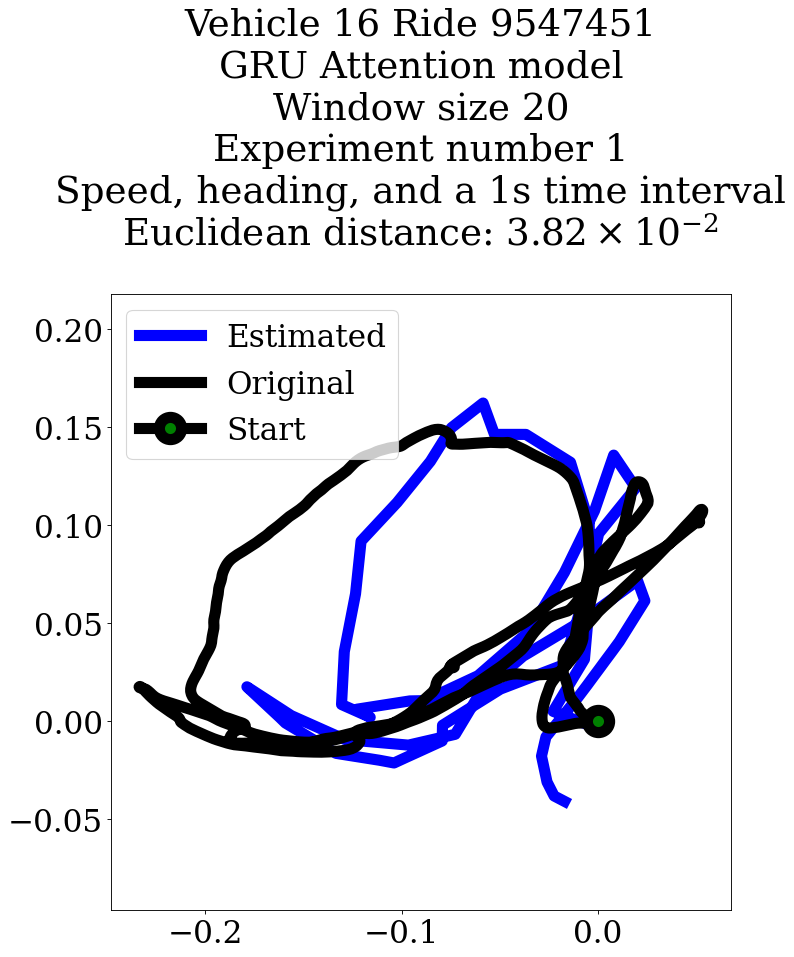 Vehicle 16 Ride 9547451
GRU Attention model
Window size 20
Experiment number 1
Speed, heading, and a 1s time interval
Euclidean distance: 3.82 × 10⁻²
Estimated
Original
Start
0.20
0.15
0.10
0.05
0.00
−0.05
−0.2
−0.1
0.0